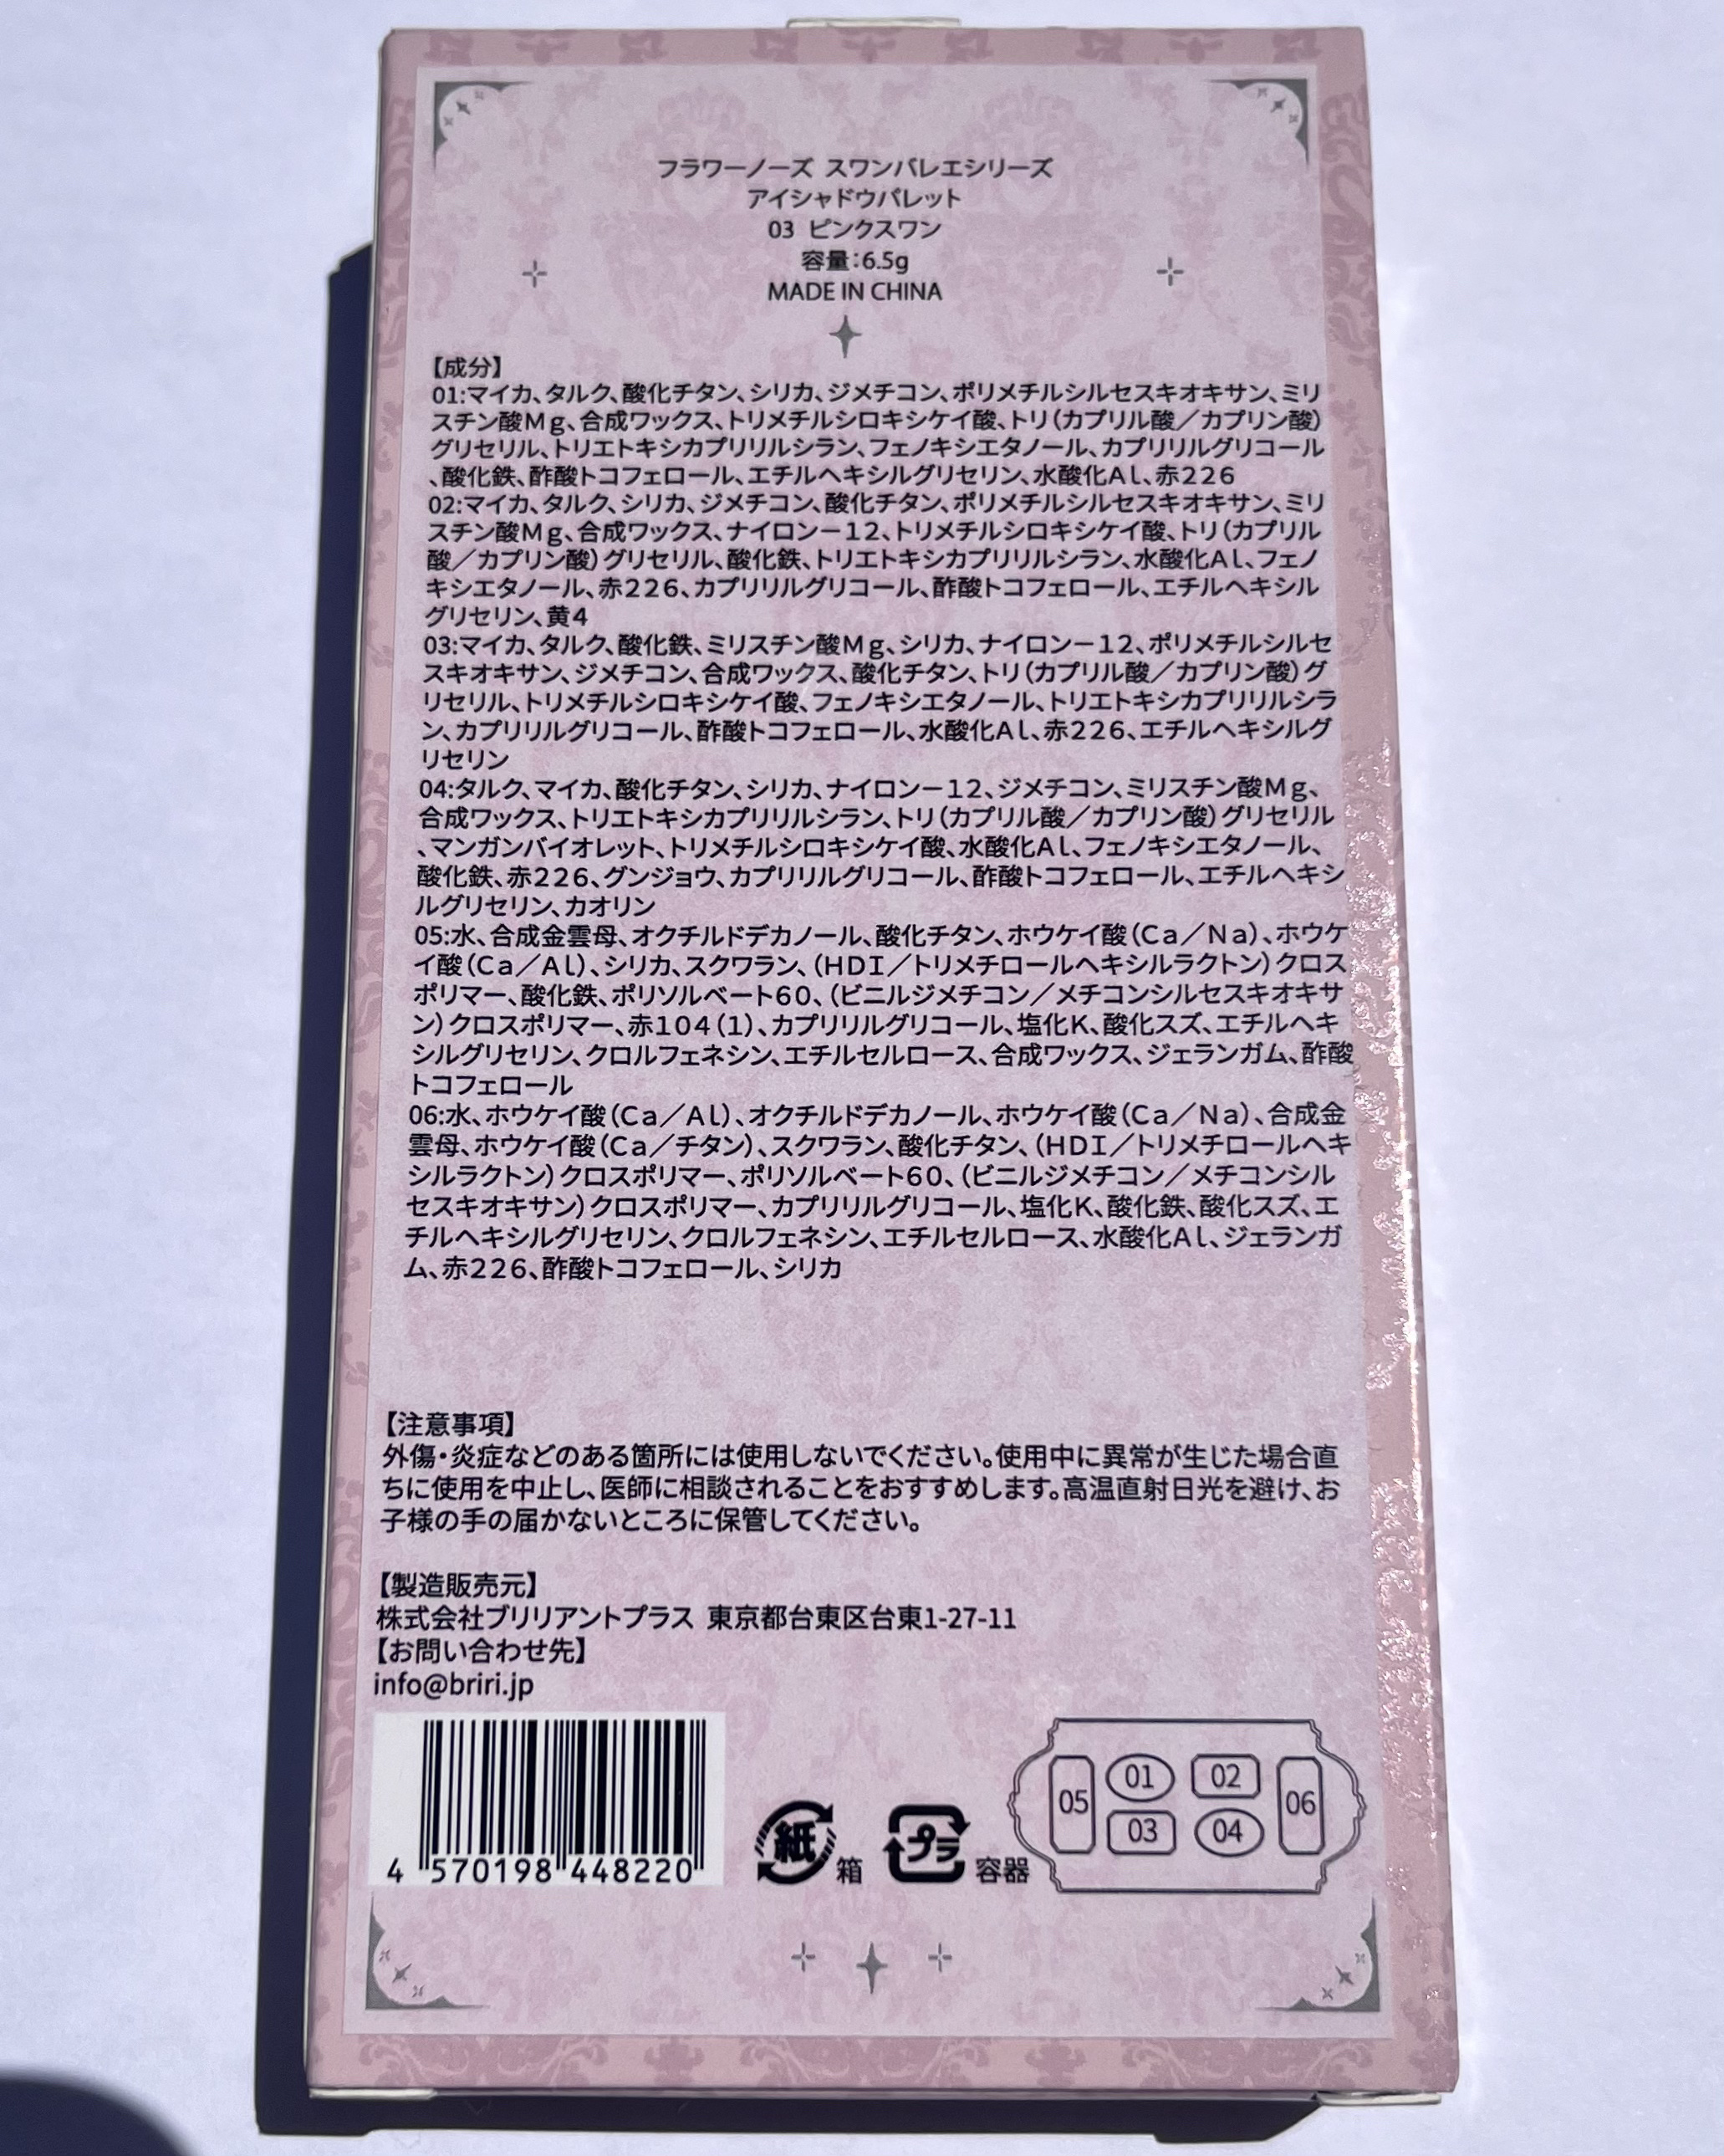 フラワーノーズ スワンバレエシリーズ
アイシャドウパレット
03 ピンクスワン
容量:6.5g
MADE IN CHINA
【成分】
01:マイカ、タルク、酸化チタン、シリカ、ジメチコン、ポリメチルシルセスキオキサン、ミリ
スチン酸Mg、合成ワックス、トリメチルシロキシケイ酸、トリ(カプリル酸/カプリン酸)
グリセリル、トリエトキシカプリリルシラン、フェノキシエタノール、カプリリルグリコール
、酸化鉄、酢酸トコフェロール、エチルヘキシルグリセリン、水酸化Al、赤226
02:マイカ、タルク、シリカ、ジメチコン、酸化チタン、ポリメチルシルセスキオキサン、ミリ
スチン酸Mg、合成ワックス、ナイロンー12、トリメチルシロキシケイ酸、トリ(カプリル
酸/カプリン酸)グリセリル、酸化鉄、トリエトキシカプリリルシラン、水酸化Al、フェノ
キシエタノール、赤226、カプリリルグリコール、酢酸トコフェロール、エチルヘキシル
グリセリン、黄4
03:マイカ、タルク、酸化鉄、ミリスチン酸Mg、シリカ、ナイロンー12、ポリメチルシルセ
スキオキサン、ジメチコン、合成ワックス、酸化チタン、トリ(カプリル酸/カプリン酸)グ
リセリル、トリメチルシロキシケイ酸、フェノキシエタノール、トリエトキシカプリリルシラ
ン、カプリリルグリコール、酢酸トコフェロール、水酸化Al、赤226、エチルヘキシルグ
リセリン
04:タルク、マイカ、酸化チタン、シリカ、ナイロンー12、ジメチコン、ミリスチン酸Mg、
合成ワックス、トリエトキシカプリリルシラン、トリ(カプリル酸/カプリン酸)グリセリル
、マンガンバイオレット、トリメチルシロキシケイ酸、水酸化Al、フェノキシエタノール、
酸化鉄、赤226、グンジョウ、カプリリルグリコール、酢酸トコフェロール、エチルヘキシ
ルグリセリン、カオリン
05:水、合成金雲母、オクチルドデカノール、酸化チタン、ホウケイ酸(Ca/Na)、ホウケ
イ酸(Ca/Al)、シリカ、スクワラン、(HDI/トリメチロールヘキシルラクトン)クロス
ポリマー、酸化鉄、ポリソルベート60、(ビニルジメチコン/メチコンシルセスキオキサ
ン)クロスポリマー、赤104(1)、カプリリルグリコール、塩化K、酸化スズ、エチルヘキ
シルグリセリン、クロルフェネシン、エチルセルロース、合成ワックス、ジェランガム、酢酸
トコフェロール
06:水、ホウケイ酸(Ca/Al)、オクチルドデカノール、ホウケイ酸(Ca/Na)、合成金
雲母、ホウケイ酸(Ca/チタン)、スクワラン、酸化チタン、(HDI/トリメチロールヘキ
シルラクトン)クロスポリマー、ポリソルベート60、(ビニルジメチコン/メチコンシル
セスキオキサン)クロスポリマー、カプリリルグリコール、塩化K、酸化鉄、酸化スズ、エ
チルヘキシルグリセリン、クロルフェネシン、エチルセルロース、水酸化Al、ジェランガ
ム、赤226、酢酸トコフェロール、シリカ
【注意事項】
外傷・炎症などのある箇所には使用しないでください。使用中に異常が生じた場合直
ちに使用を中止し、医師に相談されることをおすすめします。高温直射日光を避け、お
子様の手の届かないところに保管してください。
【製造販売元】
株式会社ブリリアントプラス 東京都台東区台東1-27-11
【お問い合わせ先】
info@briri.jp
4 570198 448220
紙 箱
プラ 容器
05 01 02 06
03 04